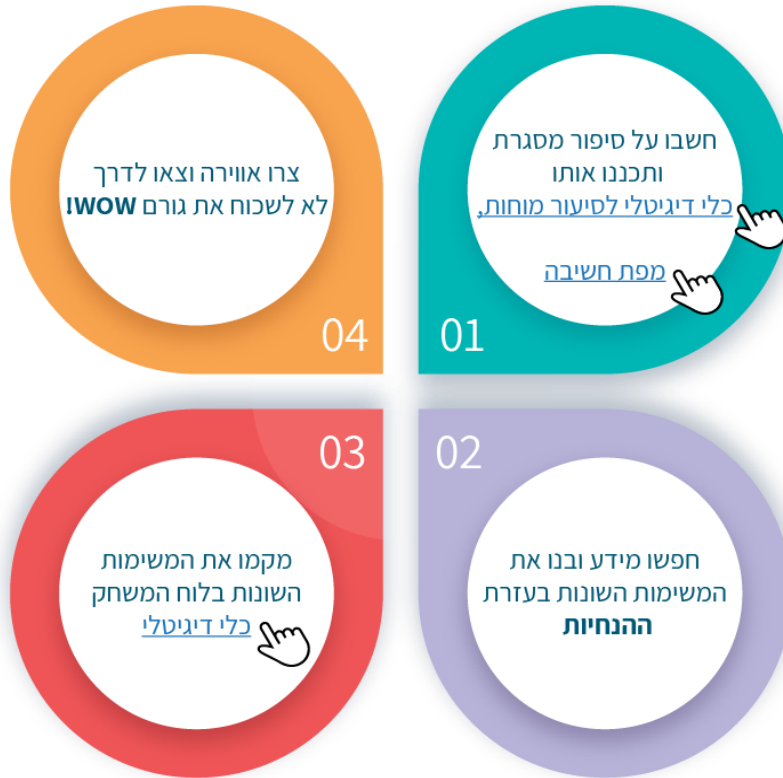 חשבו על סיפור מסגרת
ותכננו אותו
כלי דיגיטלי לסיעור מוחות,
מפת חשיבה
01
02
חפשו מידע ובנו את
המשימות השונות בעזרת
ההנחיות
03
מקמו את המשימות
השונות בלוח המשחק
כלי דיגיטלי
צרו אווירה וצאו לדרך
לא לשכוח את גורם WOW!
04